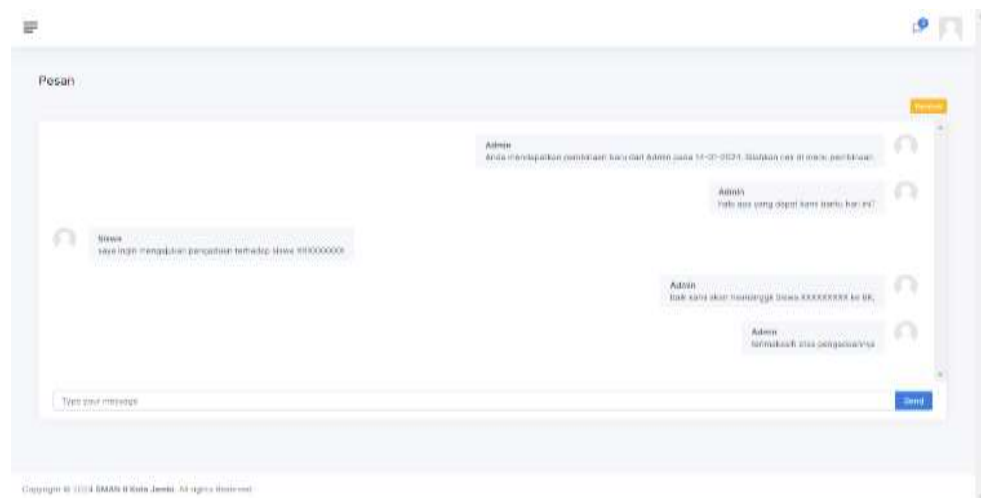 Pesan
Admin
Anda mendapatkan pembinaan baru dari Admin pada 14-01-2024. Silahkan cek di menu pembinaan.
Admin
halo apa yang dapat kami bantu hari ini?
Siswa
saya ingin mengajukan pengaduan terhadap siswa
Admin
baik kami akan memanggil Siswa XXXXXXXXX ke BK.
Admin
terimakasih atas pengaduannya
Type your message
Send
Copyright © 2024 SMAN Kota Jambi. All rights Reserved.